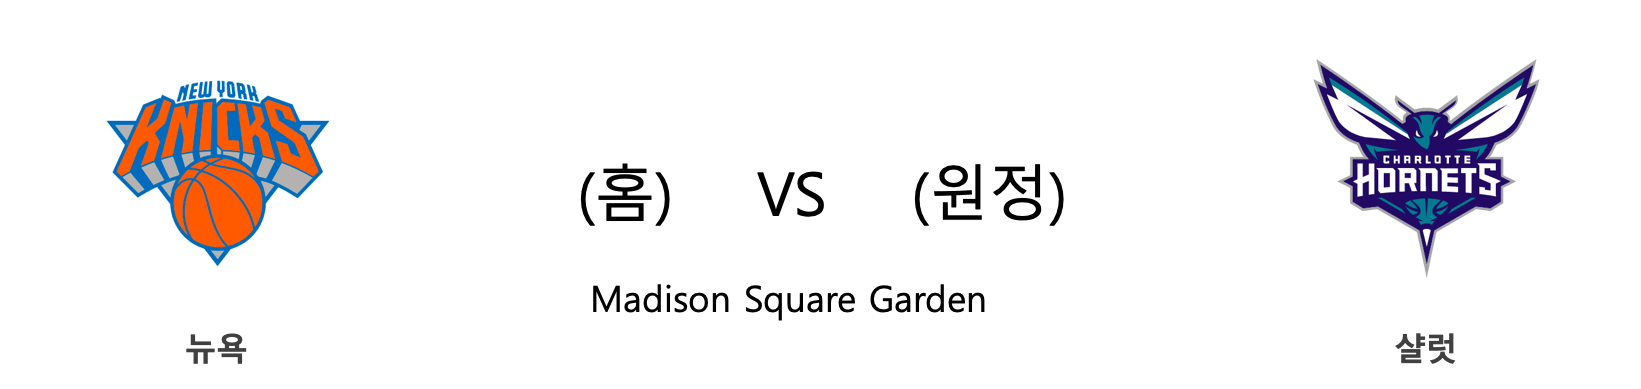 NEW YORK
KNICKS
CHARLOTTE
HORNETS
(홈) VS (원정)
Madison Square Garden
뉴욕
샬럿